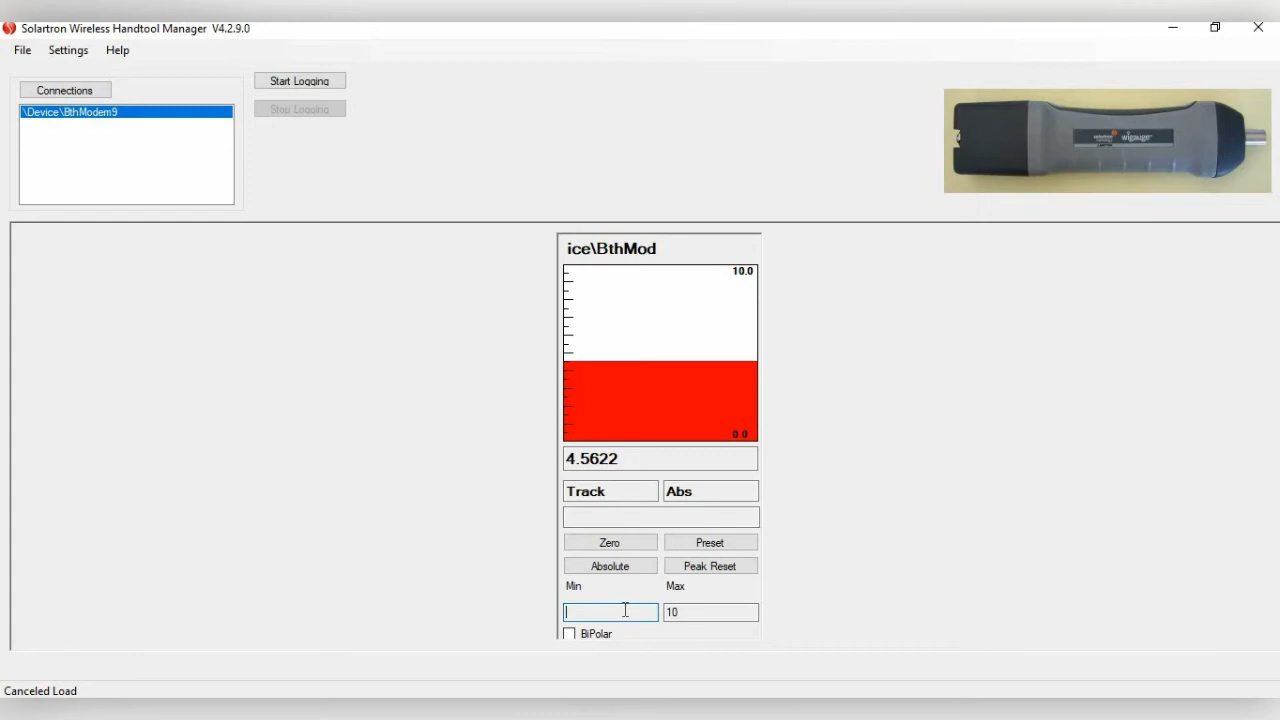 Solartron Wireless Handtool Manager V4.2.9.0
File Settings Help
Connections
Start Logging
\Device\BthModem9
Stop Logging
wigauge
ice\BthMod
10.0
0.0
4.5622
Track Abs
Zero Preset
Absolute Peak Reset
Min Max
10
BiPolar
Canceled Load